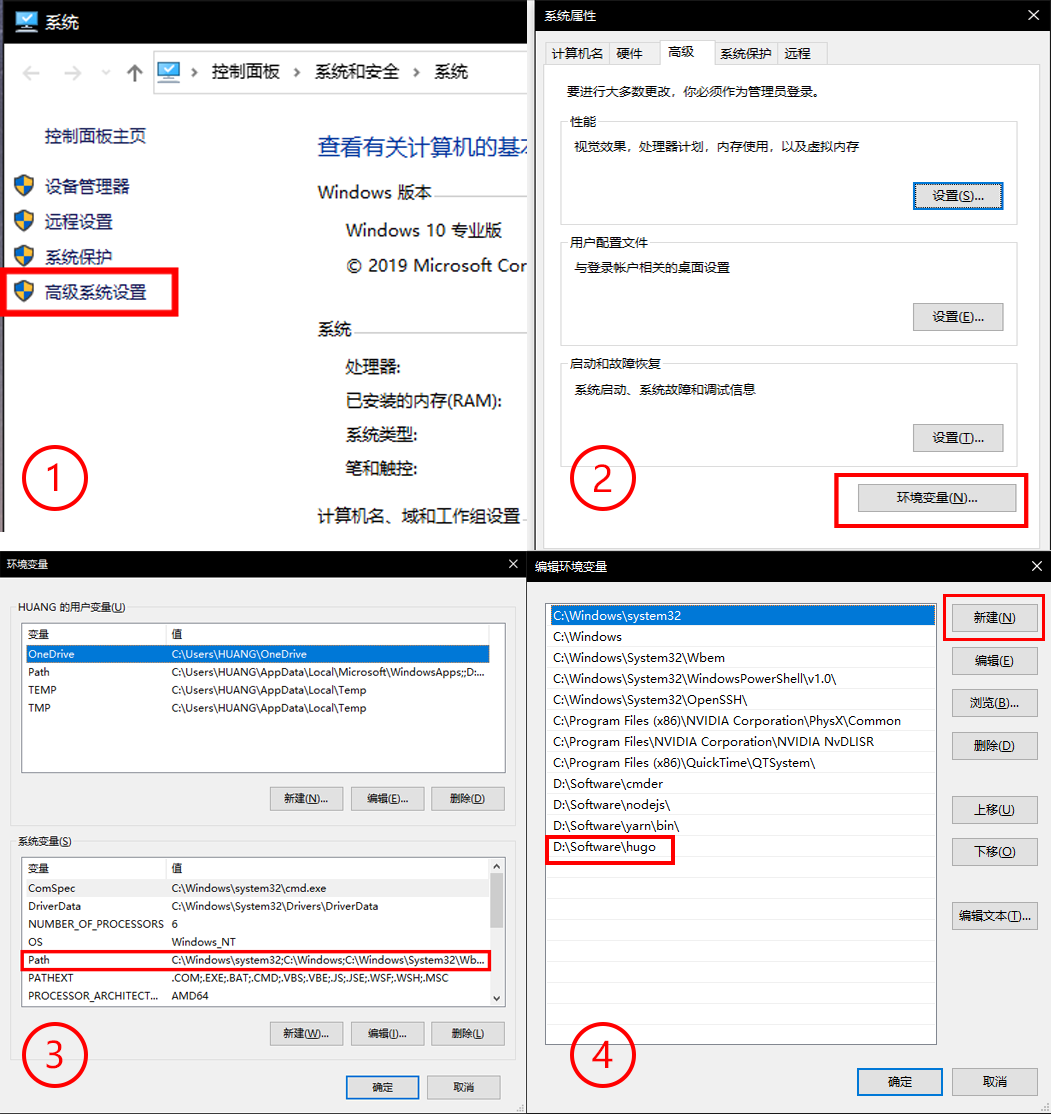 系统
控制面板 > 系统和安全 > 系统
控制面板主页
设备管理器
远程设置
系统保护
高级系统设置
查看有关计算机的基本
Windows 版本
Windows 10 专业版
© 2019 Microsoft Cor
系统
处理器:
已安装的内存(RAM):
系统类型:
笔和触控:
计算机名、域和工作组设置
1
系统属性
计算机名 硬件 高级 系统保护 远程
要进行大多数更改，你必须作为管理员登录。
性能
视觉效果，处理器计划，内存使用，以及虚拟内存
设置(S)...
用户配置文件
与登录帐户相关的桌面设置
设置(E)...
启动和故障恢复
系统启动、系统故障和调试信息
设置(T)...
2
环境变量(N)...
环境变量
HUANG 的用户变量(U)
变量 值
OneDrive C:\Users\HUANG\OneDrive
Path C:\Users\HUANG\AppData\Local\Microsoft\WindowsApps;;D:...
TEMP C:\Users\HUANG\AppData\Local\Temp
TMP C:\Users\HUANG\AppData\Local\Temp
新建(N)... 编辑(E)... 删除(D)
系统变量(S)
变量 值
ComSpec C:\Windows\system32\cmd.exe
DriverData C:\Windows\System32\Drivers\DriverData
NUMBER_OF_PROCESSORS 6
OS Windows_NT
Path C:\Windows\system32;C:\Windows;C:\Windows\System32\Wb...
PATHEXT .COM;.EXE;.BAT;.CMD;.VBS;.VBE;.JS;.JSE;.WSF;.WSH;.MSC
PROCESSOR_ARCHITECT... AMD64
新建(W)... 编辑(I)... 删除(L)
3
确定 取消
编辑环境变量
C:\Windows\system32
C:\Windows
C:\Windows\System32\Wbem
C:\Windows\System32\WindowsPowerShell\v1.0\
C:\Windows\System32\OpenSSH\
C:\Program Files (x86)\NVIDIA Corporation\PhysX\Common
C:\Program Files\NVIDIA Corporation\NVIDIA NvDLISR
C:\Program Files (x86)\QuickTime\QTSystem\
D:\Software\cmder
D:\Software\nodejs\
D:\Software\yarn\bin\
D:\Software\hugo
新建(N)
编辑(E)
浏览(B)...
删除(D)
上移(U)
下移(O)
编辑文本(T)...
4
确定 取消